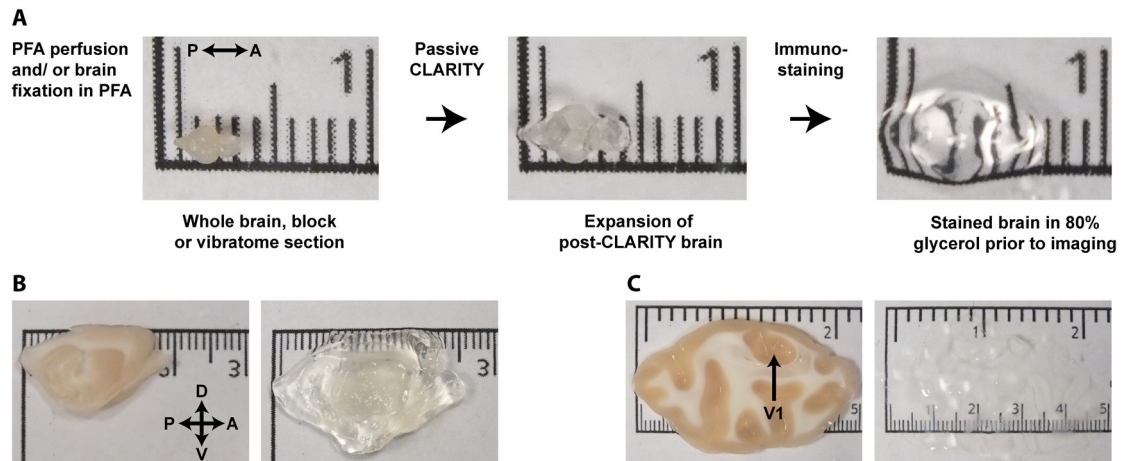 A
PFA perfusion
and/ or brain
fixation in PFA
P A
1
Passive
CLARITY
1
Immuno-
staining
1
Whole brain, block
or vibratome section
Expansion of
post-CLARITY brain
Stained brain in 80%
glycerol prior to imaging
B
3
D
P A
V
3
C
2
V1
5
1 2
1 2 3 4 5